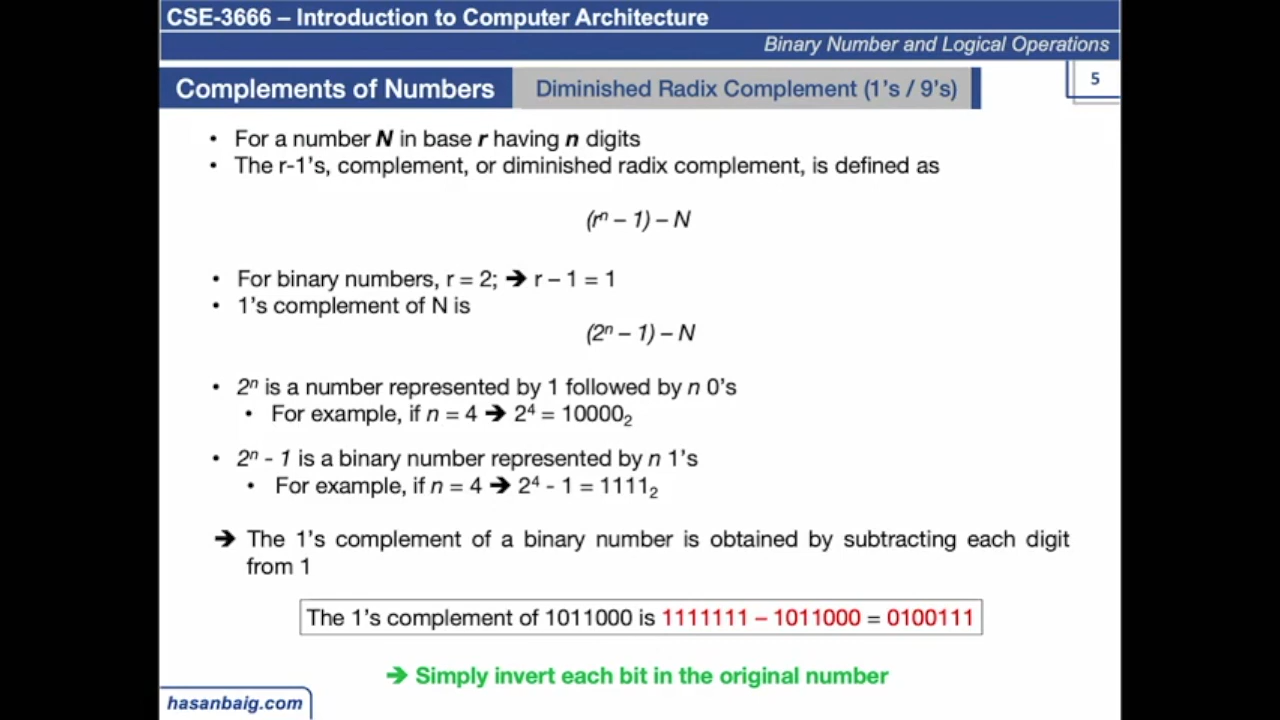 CSE-3666 – Introduction to Computer Architecture
Binary Number and Logical Operations
Complements of Numbers
Diminished Radix Complement (1's / 9's)
5
• For a number N in base r having n digits
• The r-1's, complement, or diminished radix complement, is defined as
(rⁿ – 1) – N
• For binary numbers, r = 2; ➔ r – 1 = 1
• 1's complement of N is
(2ⁿ – 1) – N
• 2ⁿ is a number represented by 1 followed by n 0's
• For example, if n = 4 ➔ 2⁴ = 10000₂
• 2ⁿ - 1 is a binary number represented by n 1's
• For example, if n = 4 ➔ 2⁴ - 1 = 1111₂
➔ The 1's complement of a binary number is obtained by subtracting each digit
from 1
The 1's complement of 1011000 is 1111111 – 1011000 = 0100111
➔ Simply invert each bit in the original number
hasanbaig.com